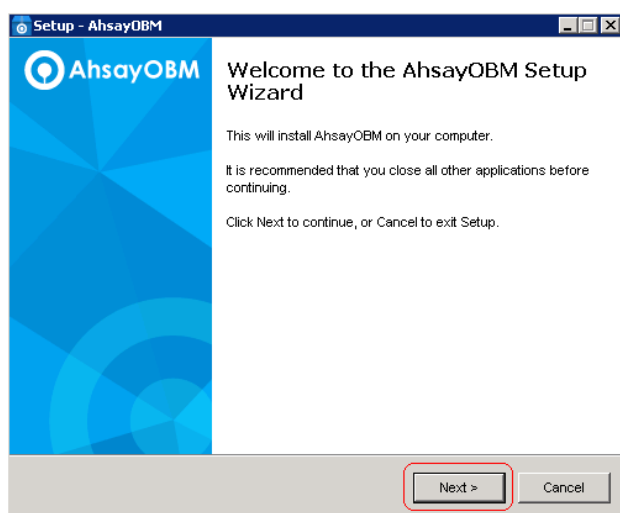 Setup - AhsayOBM
AhsayOBM
Welcome to the AhsayOBM Setup
Wizard
This will install AhsayOBM on your computer.
It is recommended that you close all other applications before
continuing.
Click Next to continue, or Cancel to exit Setup.
Next >
Cancel